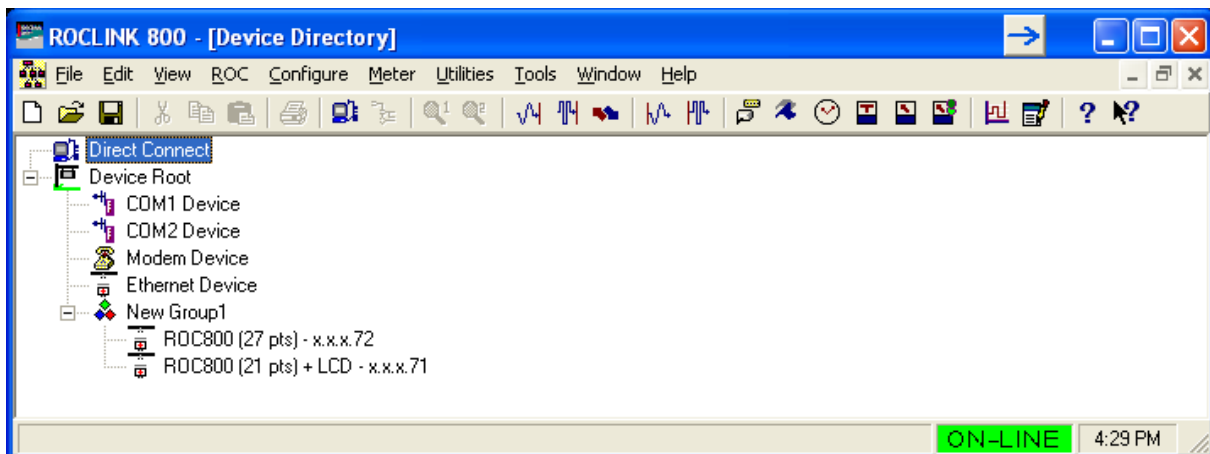 ROCLINK 800 - [Device Directory]
File Edit View ROC Configure Meter Utilities Tools Window Help
Direct Connect
Device Root
COM1 Device
COM2 Device
Modem Device
Ethernet Device
New Group1
ROC800 (27 pts) - x.x.x.72
ROC800 (21 pts) + LCD - x.x.x.71
ON-LINE 4:29 PM